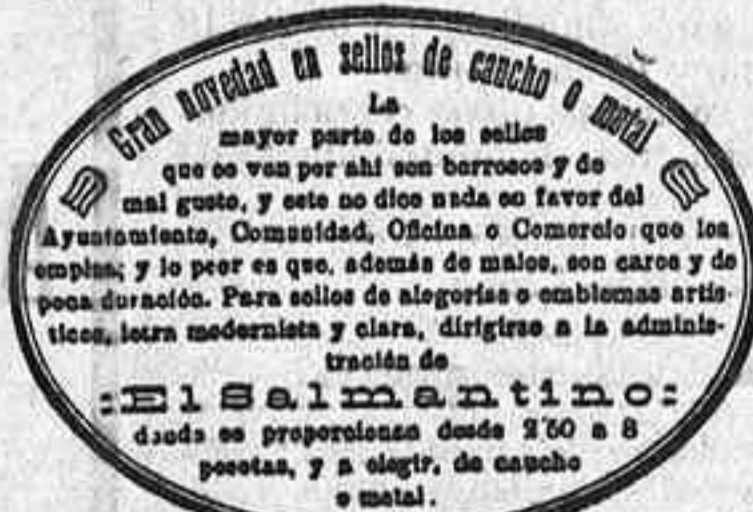 Gran novedad en sellos de caucho o metal
La
mayor parte de los sellos
que se ven por ahi son borrosos y de
mal gusto, y esto no dice nada en favor del
Ayuntamiento, Comunidad, Oficina o Comercio que los
emplea; y lo peor es que, además de malos, son caros y de
poca duración. Para sellos de alegorías o emblemas artís-
ticos, letra modernista y clara, dirigirse a la adminis-
tración de
:El Salmantino:
donde se proporcionan desde 2'50 a 8
pesetas, y a elegir, de caucho
o metal.